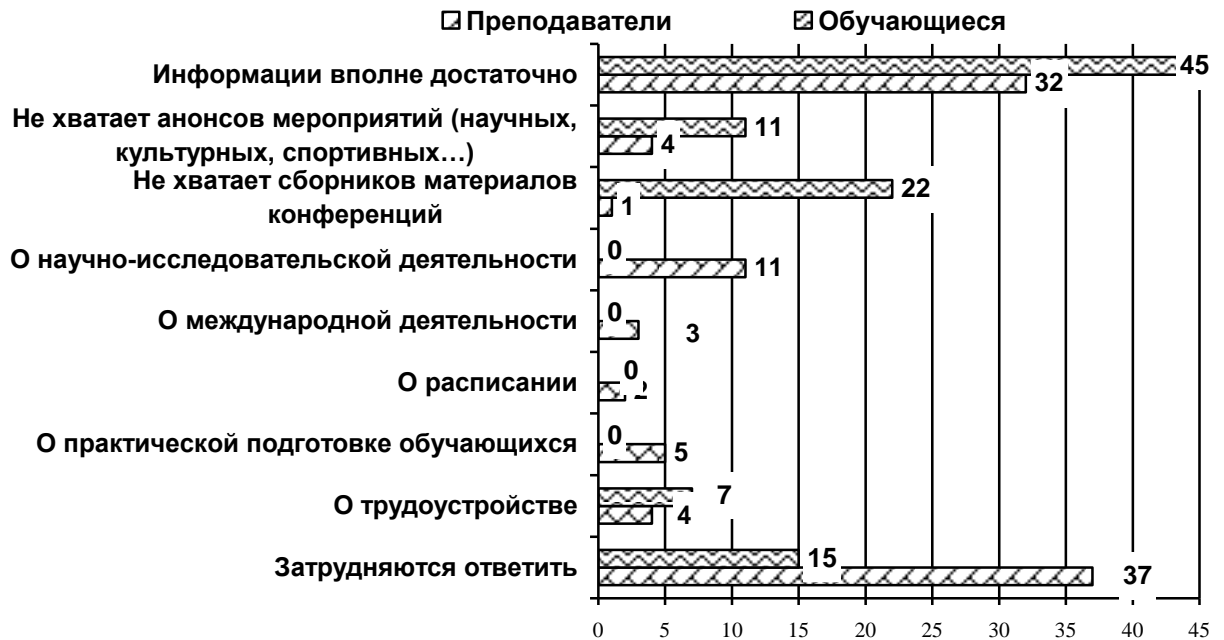 Преподаватели Обучающиеся
Информации вполне достаточно
45
32
Не хватает анонсов мероприятий (научных,
культурных, спортивных...)
11
4
Не хватает сборников материалов
конференций
22
1
О научно-исследовательской деятельности
0
11
О международной деятельности
0
3
О расписании
0
2
О практической подготовке обучающихся
0
5
О трудоустройстве
7
4
Затрудняются ответить
15
37
0 5 10 15 20 25 30 35 40 45